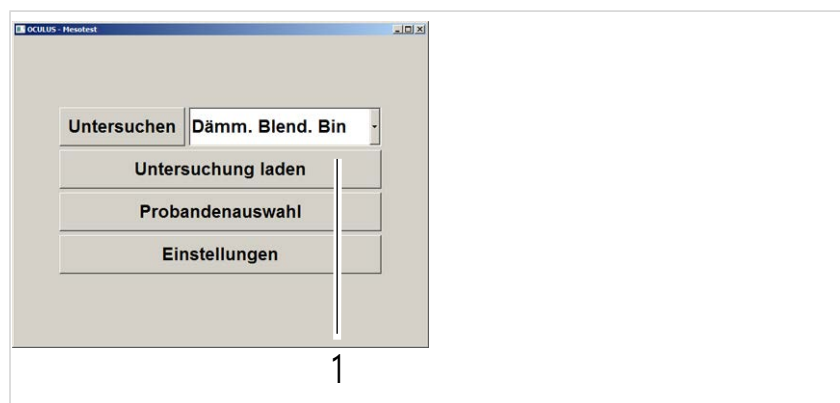 OCULUS - Mesotest
Untersuchen Dämm. Blend. Bin
Untersuchung laden
Probandenauswahl
Einstellungen
1